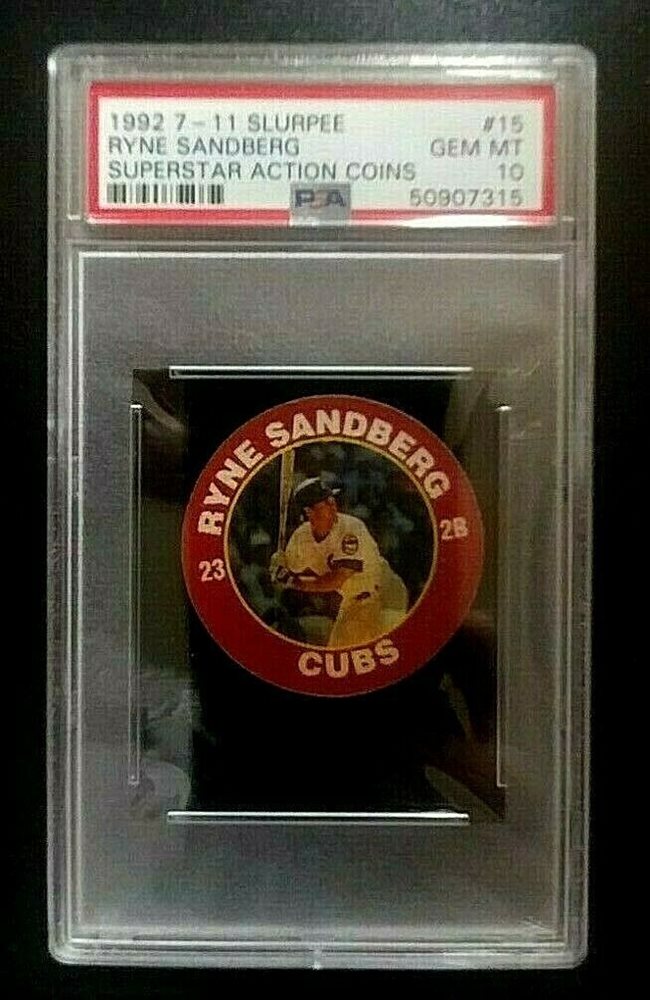 1992 7-11 SLURPEE #15
RYNE SANDBERG GEM MT
SUPERSTAR ACTION COINS 10
PSA 50907315
RYNE SANDBERG
23 2B
CUBS